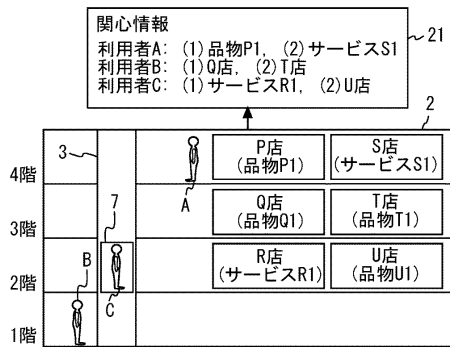 関心情報
利用者A: (1)品物P1, (2)サービスS1
利用者B: (1)Q店, (2)T店
利用者C: (1)サービスR1, (2)U店
21
2
3
4階
A
P店
(品物P1)
S店
(サービスS1)
3階
7
Q店
(品物Q1)
T店
(品物T1)
2階
B
C
R店
(サービスR1)
U店
(品物U1)
1階